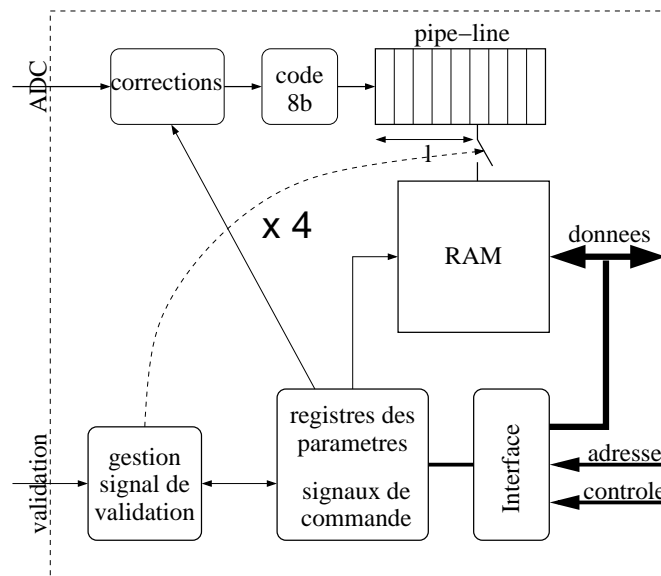 pipe−line
ADC
corrections
code
8b
l
x 4
RAM
donnees
registres des
parametres
signaux de
commande
Interface
adresse
controle
validation
gestion
signal de
validation